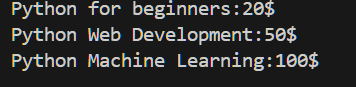 Python for beginners:20$
Python Web Development:50$
Python Machine Learning:100$